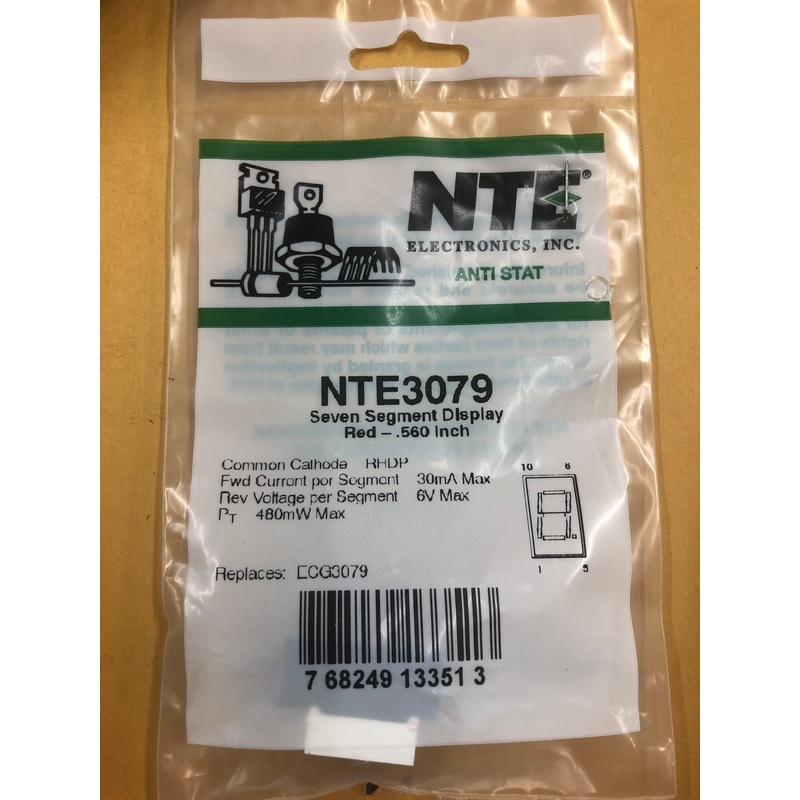 NTE®
ELECTRONICS, INC.
ANTI STAT
NTE3079
Seven Segment Display
Red – .560 Inch
Common Cathode RHDP
Fwd Current per Segment 30mA Max
Rev Voltage per Segment 6V Max
PT 480mW Max
10 6
1 5
Replaces: ECG3079
7 68249 13351 3